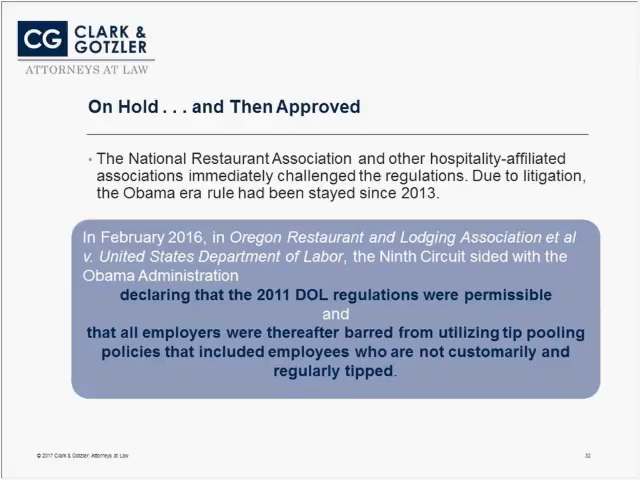 CG CLARK &
GOTZLER
ATTORNEYS AT LAW
On Hold . . . and Then Approved
• The National Restaurant Association and other hospitality-affiliated
associations immediately challenged the regulations. Due to litigation,
the Obama era rule had been stayed since 2013.
In February 2016, in Oregon Restaurant and Lodging Association et al
v. United States Department of Labor, the Ninth Circuit sided with the
Obama Administration
declaring that the 2011 DOL regulations were permissible
and
that all employers were thereafter barred from utilizing tip pooling
policies that included employees who are not customarily and
regularly tipped.
© 2017 Clark & Gotzler, Attorneys at Law